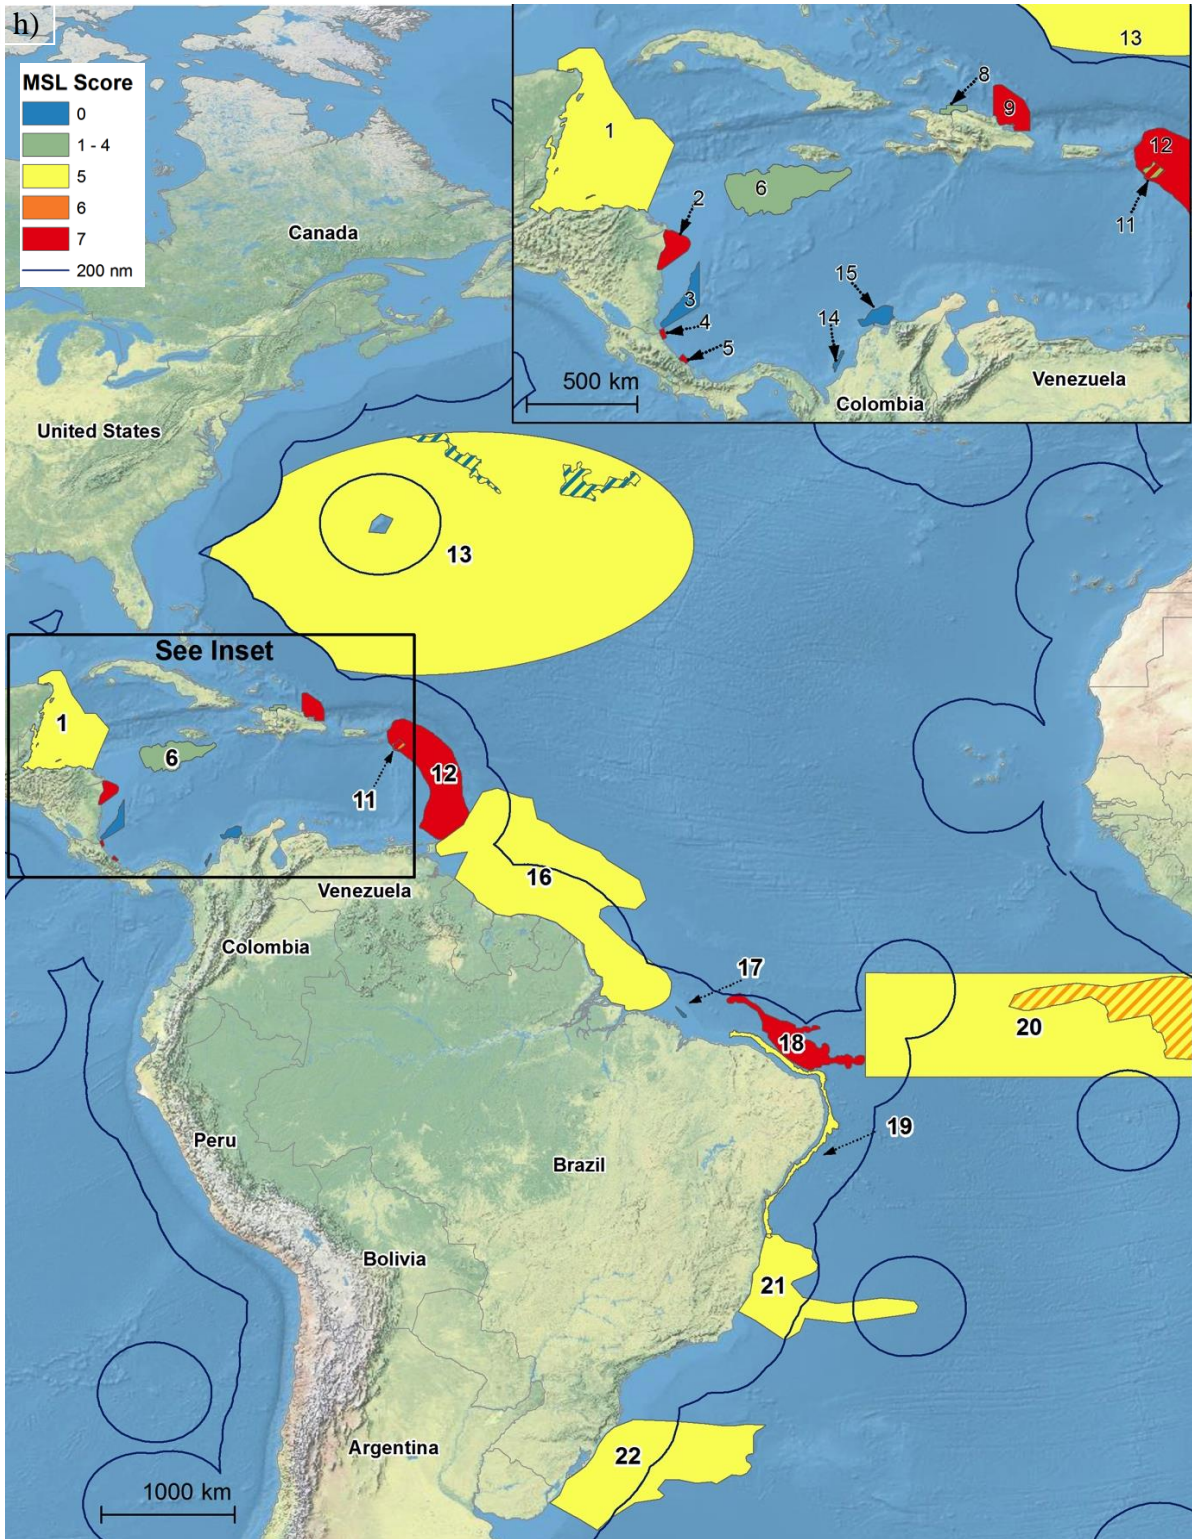 h)
MSL Score
0
1 - 4
5
6
7
200 nm
Canada
United States
13
8
9
1
12
6
11
2
15
3
14
4
5
500 km
Venezuela
Colombia
13
See Inset
1
6
12
11
16
Venezuela
Colombia
17
20
18
19
Peru
Brazil
Bolivia
21
Argentina
22
1000 km